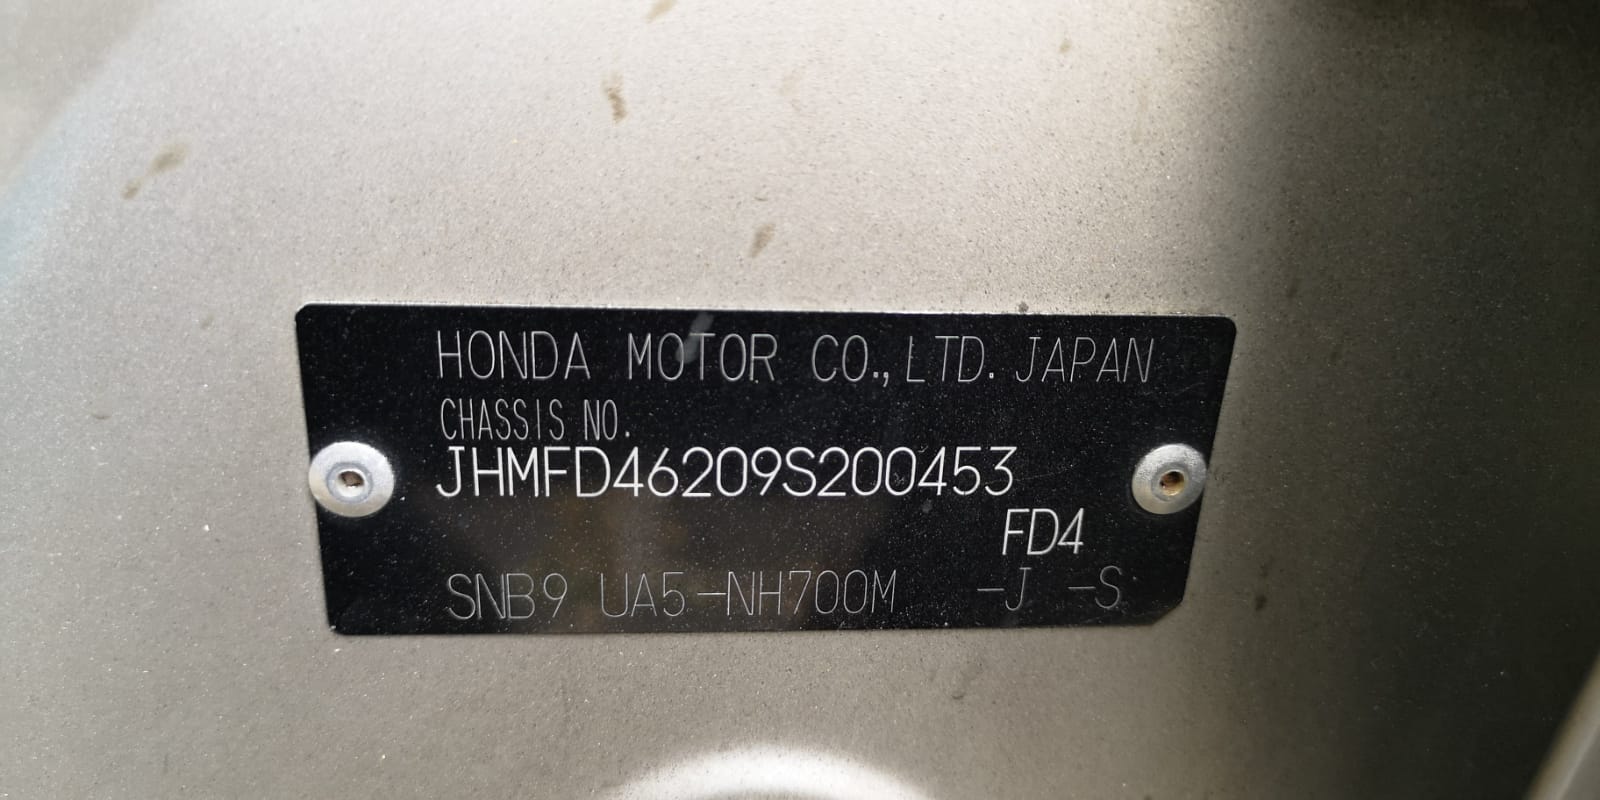 HONDA MOTOR CO.,LTD. JAPAN
CHASSIS NO.
JHMFD46209S200453
FD4
SNB9 UA5-NH700M -J -S